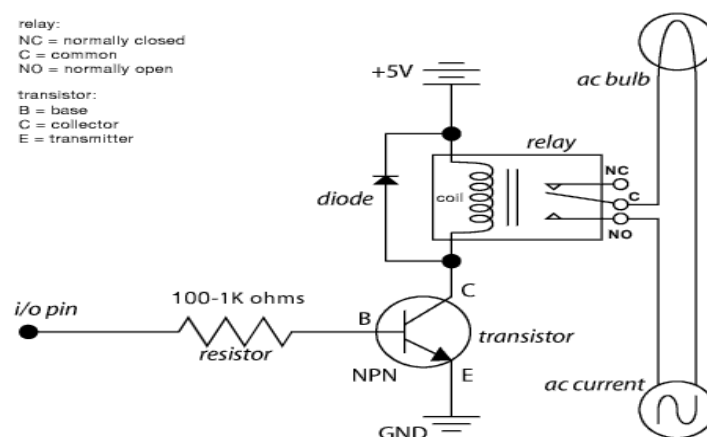 relay:
NC = normally closed
C = common
NO = normally open
transistor:
B = base
C = collector
E = transmitter
+5V
ac bulb
relay
NC
diode
coil
C
NO
100-1K ohms
C
i/o pin
B
resistor
transistor
NPN
E
ac current
GND